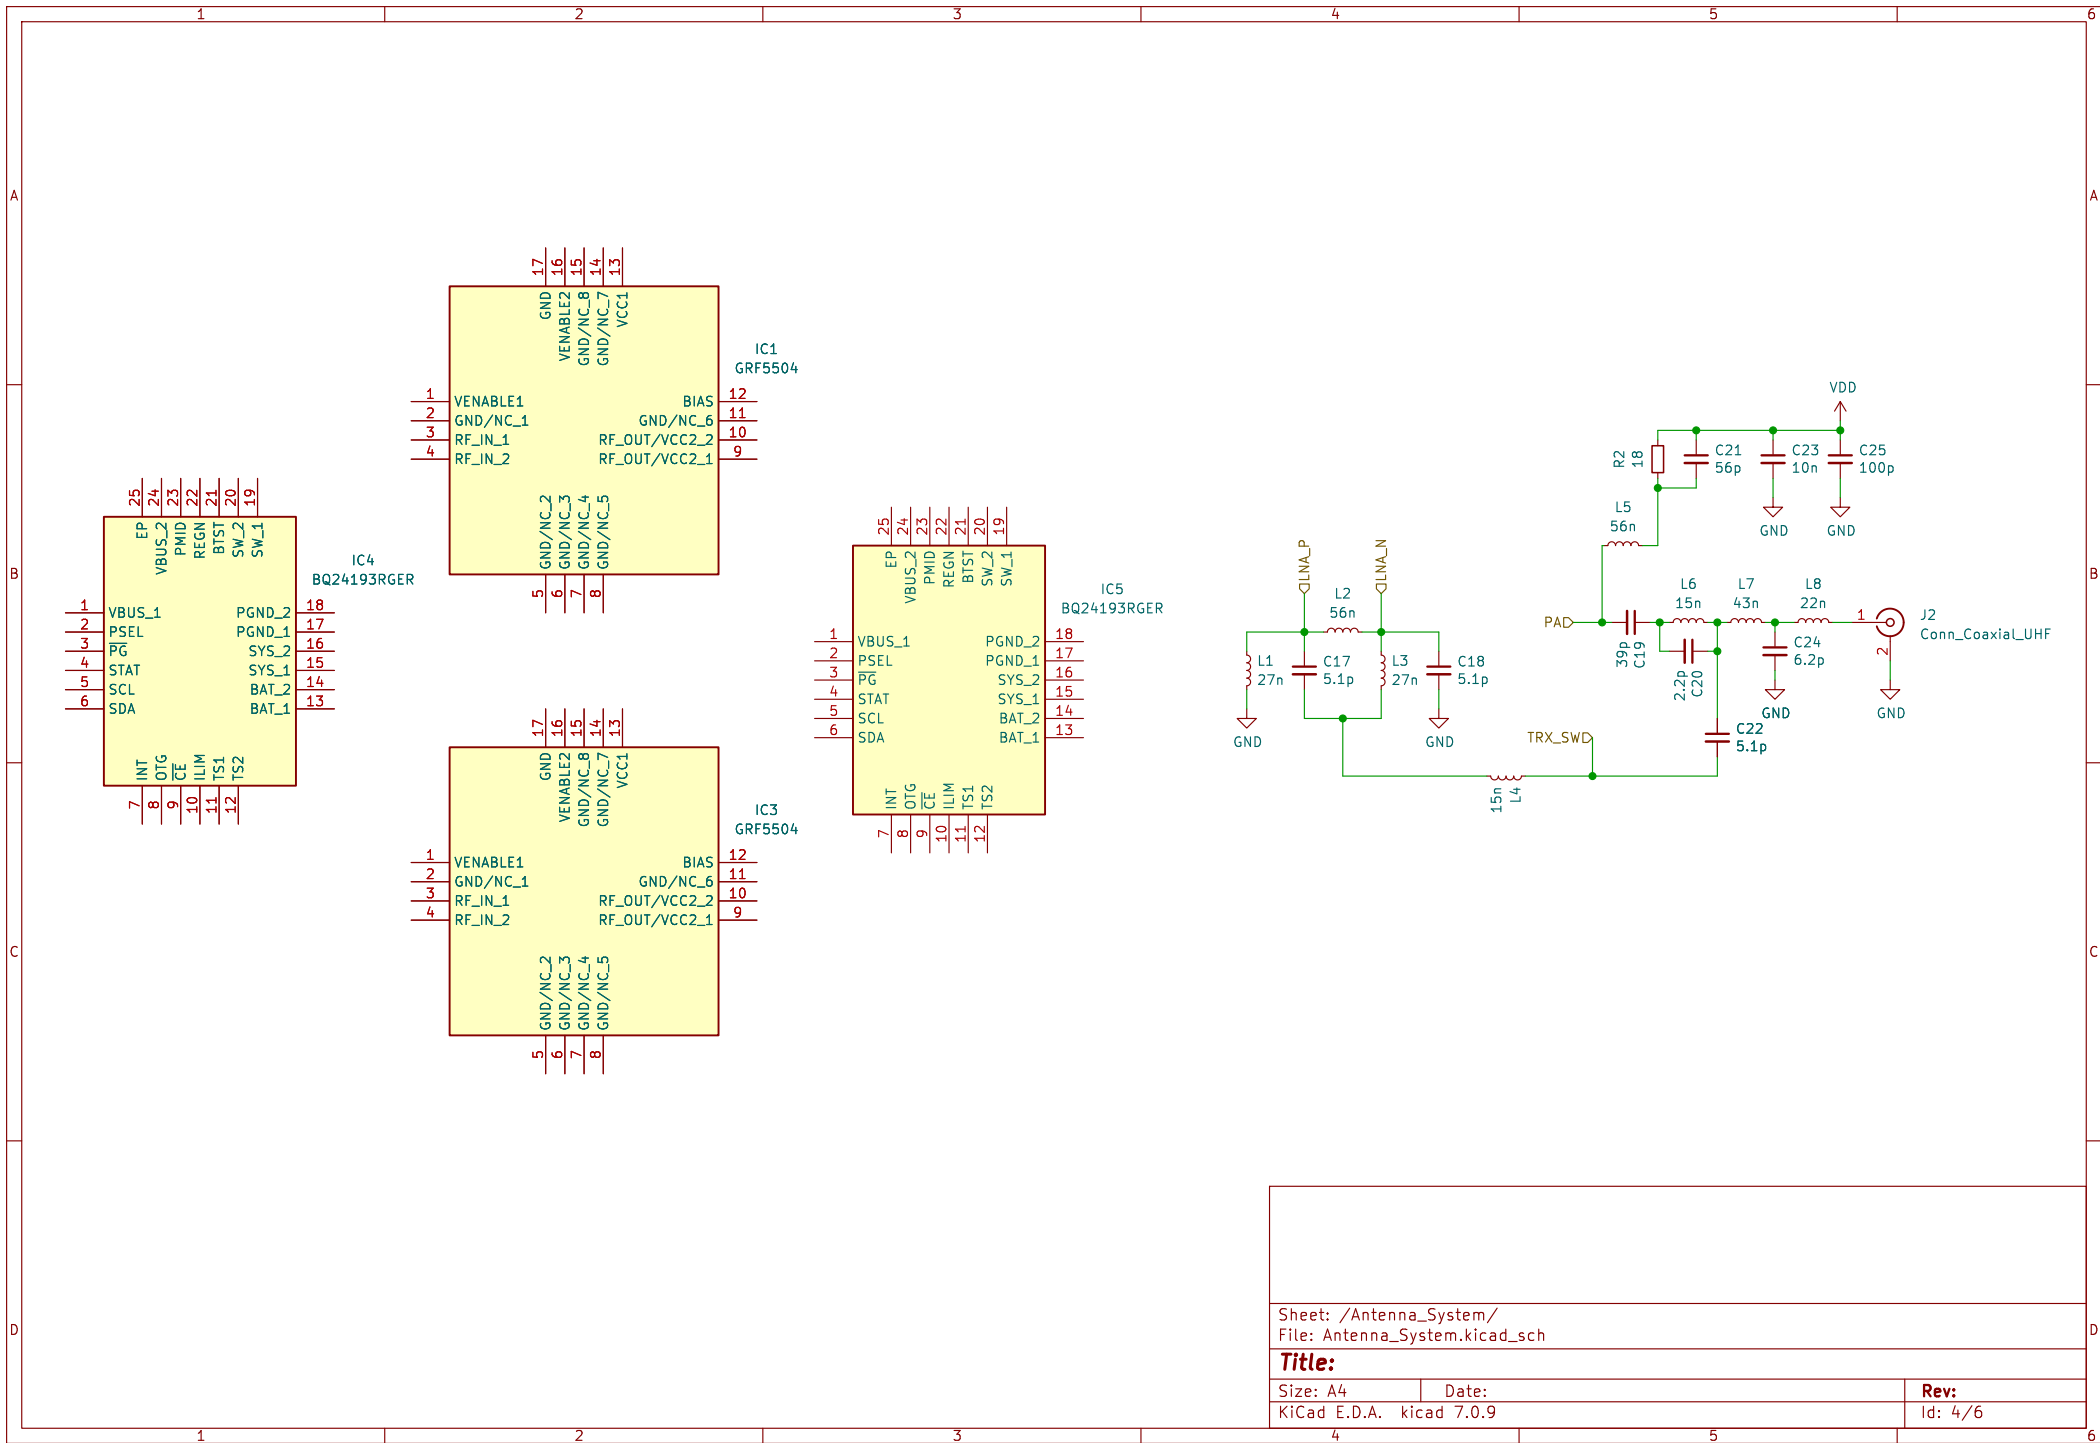 1 2 3 4 5 6
A
B
C
D
A
B
C
D
25 24 23 22 21 20 19
EP VBUS_2 PMID REGN BTST SW_2 SW_1
IC4
BQ24193RGER
1 VBUS_1 PGND_2 18
2 PSEL PGND_1 17
3 PG SYS_2 16
4 STAT SYS_1 15
5 SCL BAT_2 14
6 SDA BAT_1 13
INT OTG CE ILIM TS1 TS2
7 8 9 10 11 12
17 16 15 14 13
GND VENABLE2 GND/NC_8 GND/NC_7 VCC1
IC1
GRF5504
1 VENABLE1 BIAS 12
2 GND/NC_1 GND/NC_6 11
3 RF_IN_1 RF_OUT/VCC2_2 10
4 RF_IN_2 RF_OUT/VCC2_1 9
GND/NC_2 GND/NC_3 GND/NC_4 GND/NC_5
5 6 7 8
17 16 15 14 13
GND VENABLE2 GND/NC_8 GND/NC_7 VCC1
IC3
GRF5504
1 VENABLE1 BIAS 12
2 GND/NC_1 GND/NC_6 11
3 RF_IN_1 RF_OUT/VCC2_2 10
4 RF_IN_2 RF_OUT/VCC2_1 9
GND/NC_2 GND/NC_3 GND/NC_4 GND/NC_5
5 6 7 8
25 24 23 22 21 20 19
EP VBUS_2 PMID REGN BTST SW_2 SW_1
IC5
BQ24193RGER
1 VBUS_1 PGND_2 18
2 PSEL PGND_1 17
3 PG SYS_2 16
4 STAT SYS_1 15
5 SCL BAT_2 14
6 SDA BAT_1 13
INT OTG CE ILIM TS1 TS2
7 8 9 10 11 12
LNA_P LNA_N
L2
56n
L1
27n
C17
5.1p
L3
27n
C18
5.1p
GND
GND
15n
L4
VDD
R2
18
C21
56p
C23
10n
C25
100p
GND
GND
L5
56n
L6
15n
L7
43n
L8
22n
PA
39p
C19
2.2p
C20
C24
6.2p
1
2
J2
Conn_Coaxial_UHF
GND
GND
TRX_SW
C22
5.1p
Sheet: /Antenna_System/
File: Antenna_System.kicad_sch
Title:
Size: A4 Date: Rev:
KiCad E.D.A. kicad 7.0.9 Id: 4/6
1 2 3 4 5 6